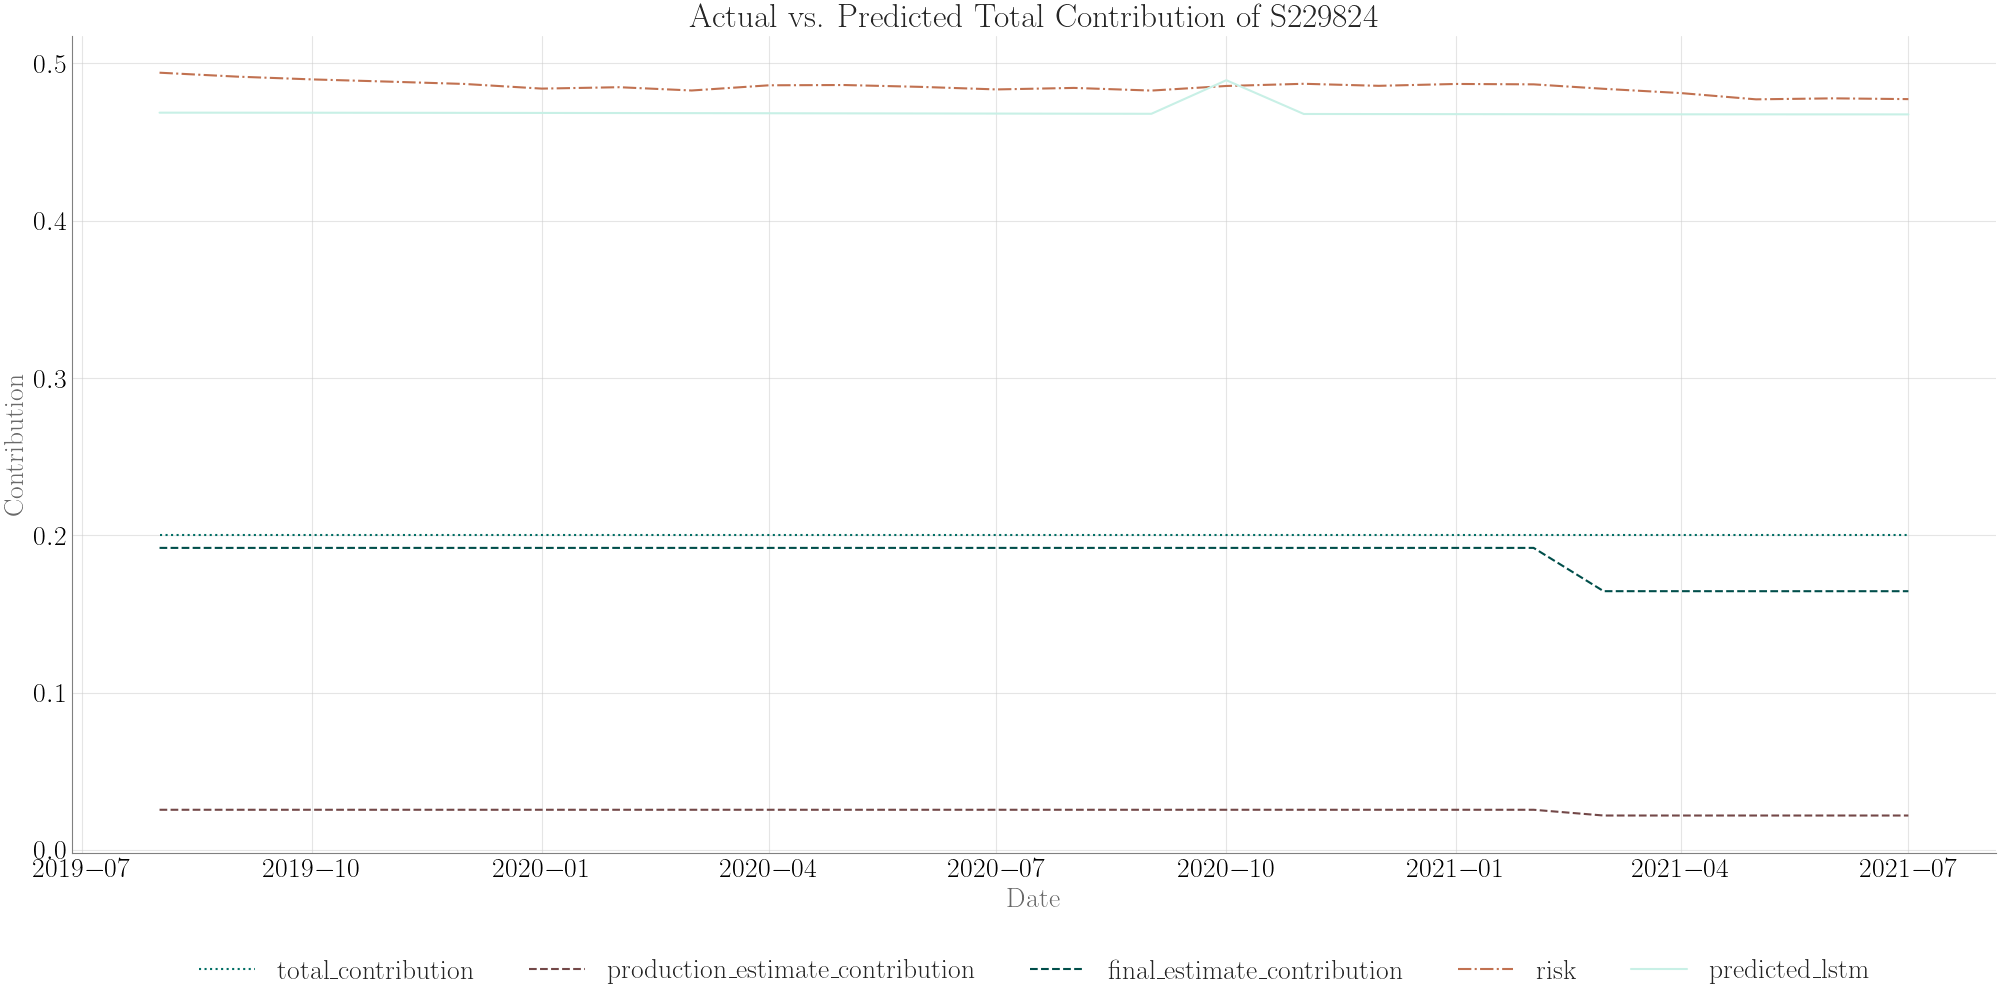 Actual vs. Predicted Total Contribution of S229824
Contribution
0.5
0.4
0.3
0.2
0.1
0.0
2019−07 2019−10 2020−01 2020−04 2020−07 2020−10 2021−01 2021−04 2021−07
Date
total_contribution production_estimate_contribution final_estimate_contribution risk predicted_lstm